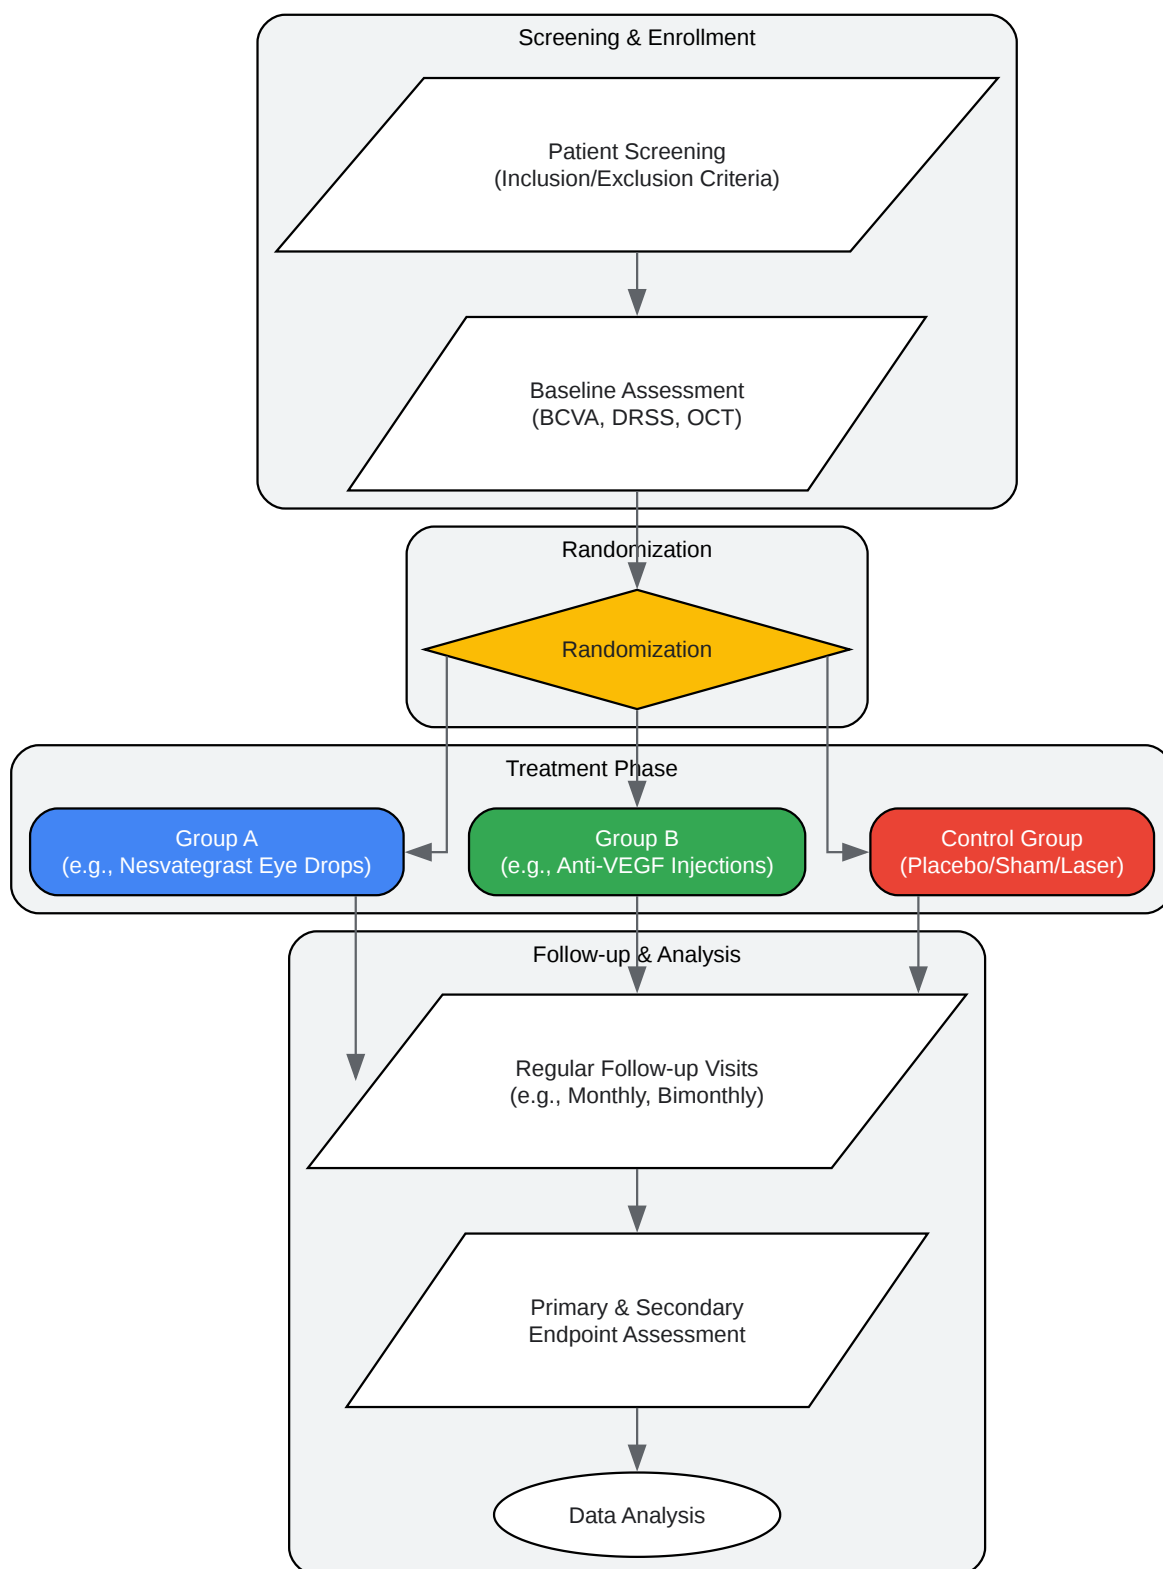 Screening & Enrollment
Patient Screening
(Inclusion/Exclusion Criteria)
Baseline Assessment
(BCVA, DRSS, OCT)
Randomization
Randomization
Treatment Phase
Group A
(e.g., Nesvategrast Eye Drops)
Group B
(e.g., Anti-VEGF Injections)
Control Group
(Placebo/Sham/Laser)
Follow-up & Analysis
Regular Follow-up Visits
(e.g., Monthly, Bimonthly)
Primary & Secondary
Endpoint Assessment
Data Analysis